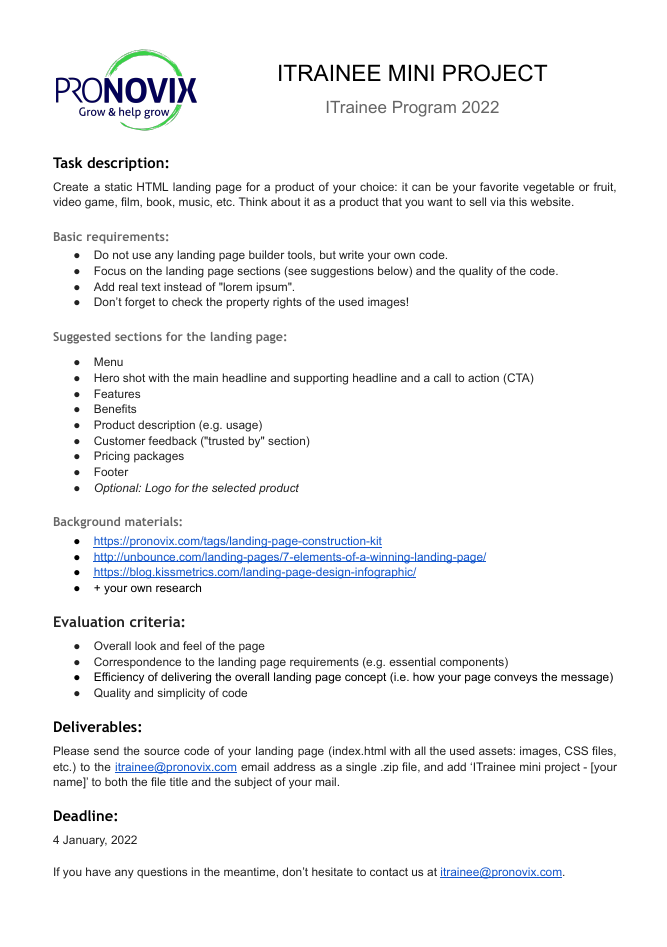 PRONOVIX
Grow & help grow
ITRAINEE MINI PROJECT
ITrainee Program 2022
Task description:
Create a static HTML landing page for a product of your choice: it can be your favorite vegetable or fruit,
video game, film, book, music, etc. Think about it as a product that you want to sell via this website.
Basic requirements:
● Do not use any landing page builder tools, but write your own code.
● Focus on the landing page sections (see suggestions below) and the quality of the code.
● Add real text instead of "lorem ipsum".
● Don’t forget to check the property rights of the used images!
Suggested sections for the landing page:
● Menu
● Hero shot with the main headline and supporting headline and a call to action (CTA)
● Features
● Benefits
● Product description (e.g. usage)
● Customer feedback ("trusted by" section)
● Pricing packages
● Footer
● Optional: Logo for the selected product
Background materials:
● https://pronovix.com/tags/landing-page-construction-kit
● http://unbounce.com/landing-pages/7-elements-of-a-winning-landing-page/
● https://blog.kissmetrics.com/landing-page-design-infographic/
● + your own research
Evaluation criteria:
● Overall look and feel of the page
● Correspondence to the landing page requirements (e.g. essential components)
● Efficiency of delivering the overall landing page concept (i.e. how your page conveys the message)
● Quality and simplicity of code
Deliverables:
Please send the source code of your landing page (index.html with all the used assets: images, CSS files,
etc.) to the itrainee@pronovix.com email address as a single .zip file, and add ‘ITrainee mini project - [your
name]’ to both the file title and the subject of your mail.
Deadline:
4 January, 2022
If you have any questions in the meantime, don’t hesitate to contact us at itrainee@pronovix.com.